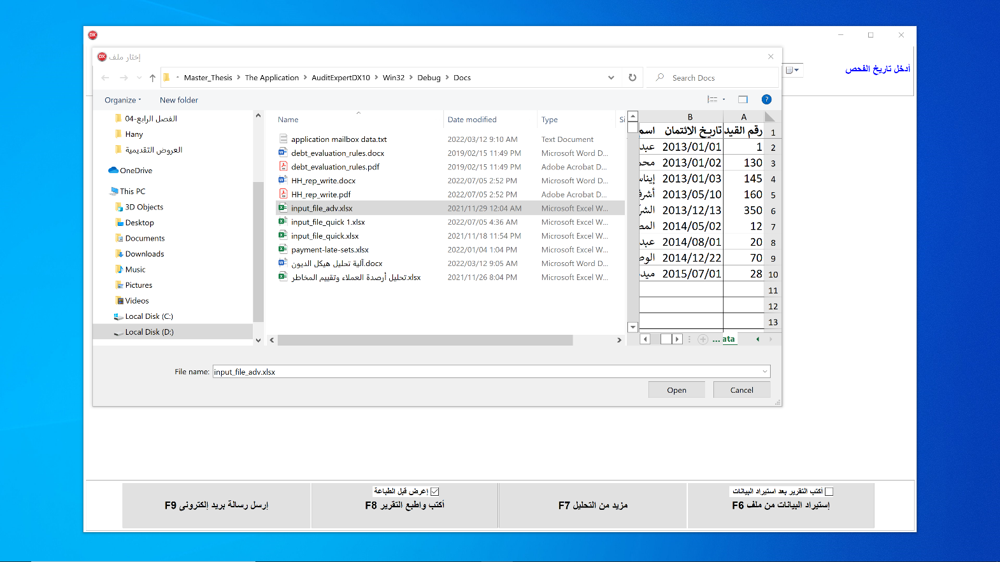 DX
أدخل تاريخ الفحص
DX إختار ملف
Master_Thesis > The Application > AuditExpertDX10 > Win32 > Debug > Docs
Search Docs
Organize
New folder
?
04-الفصل الرابع
Hany
العروض التقديمية
OneDrive
This PC
3D Objects
Desktop
Documents
Downloads
Music
Pictures
Videos
Local Disk (C:)
Local Disk (D:)
Name Date modified Type Si
application mailbox data.txt 2022/03/12 9:10 AM Text Document
debt_evaluation_rules.docx 2019/02/15 11:49 PM Microsoft Word D...
debt_evaluation_rules.pdf 2019/02/15 11:49 PM Adobe Acrobat D...
HH_rep_write.docx 2022/07/05 2:52 PM Microsoft Word D...
HH_rep_write.pdf 2022/07/05 2:52 PM Adobe Acrobat D...
input_file_adv.xlsx 2021/11/29 12:04 AM Microsoft Excel W...
input_file_quick 1.xlsx 2022/07/05 4:36 AM Microsoft Excel W...
input_file_quick.xlsx 2021/11/18 11:54 PM Microsoft Excel W...
payment-late-sets.xlsx 2022/01/04 1:04 PM Microsoft Excel W...
آلية تحليل هيكل الديون.docx 2022/03/12 9:05 AM Microsoft Word D...
تحليل أرصدة العملاء وتقييم المخاطر.xlsx 2021/11/26 8:04 PM Microsoft Excel W...
A B
1 رقم القيد تاريخ الائتمان اسم
2 1 2013/01/01 عبد
3 130 2013/01/02 محم
4 145 2013/01/03 إيناس
5 160 2013/05/10 أشرف
6 350 2013/12/13
7 12 2014/05/02
8 20 2014/08/01 عبد
9 70 2014/12/22
10 28 2015/07/01
11
12
13
... ata
File name: input_file_adv.xlsx
Open
Cancel
أكتب التقرير بعد استيراد البيانات
إستيراد البيانات من ملف F6
مزيد من التحليل F7
إعرض قبل الطباعة
أكتب واطبع التقرير F8
إرسل رسالة بريد إلكترونى F9